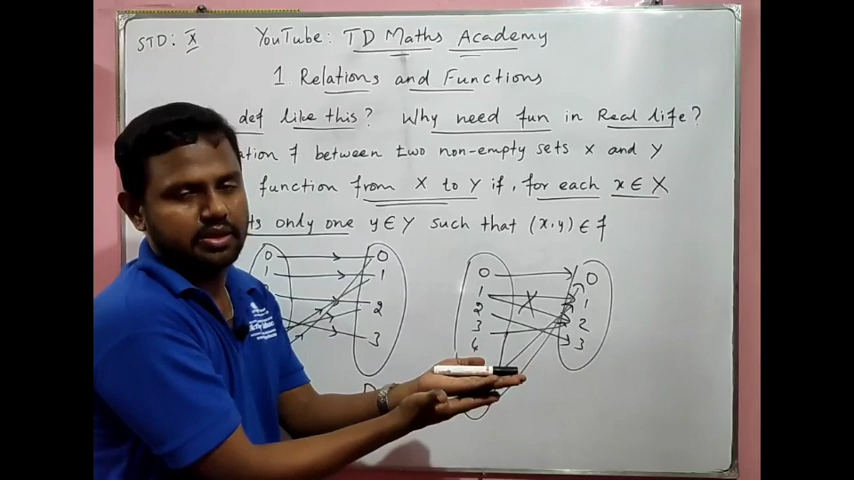 STD: X
YouTube: TD Maths Academy
1 Relations and Functions
def like this? Why need fun in Real life?
ation f between two non-empty sets X and Y
function from X to Y if, for each x ∈ X
ts only one y ∈ Y such that (x,y) ∈ f
0 0
1 1
2
3
0 0
1 1
2 2
3 3
4